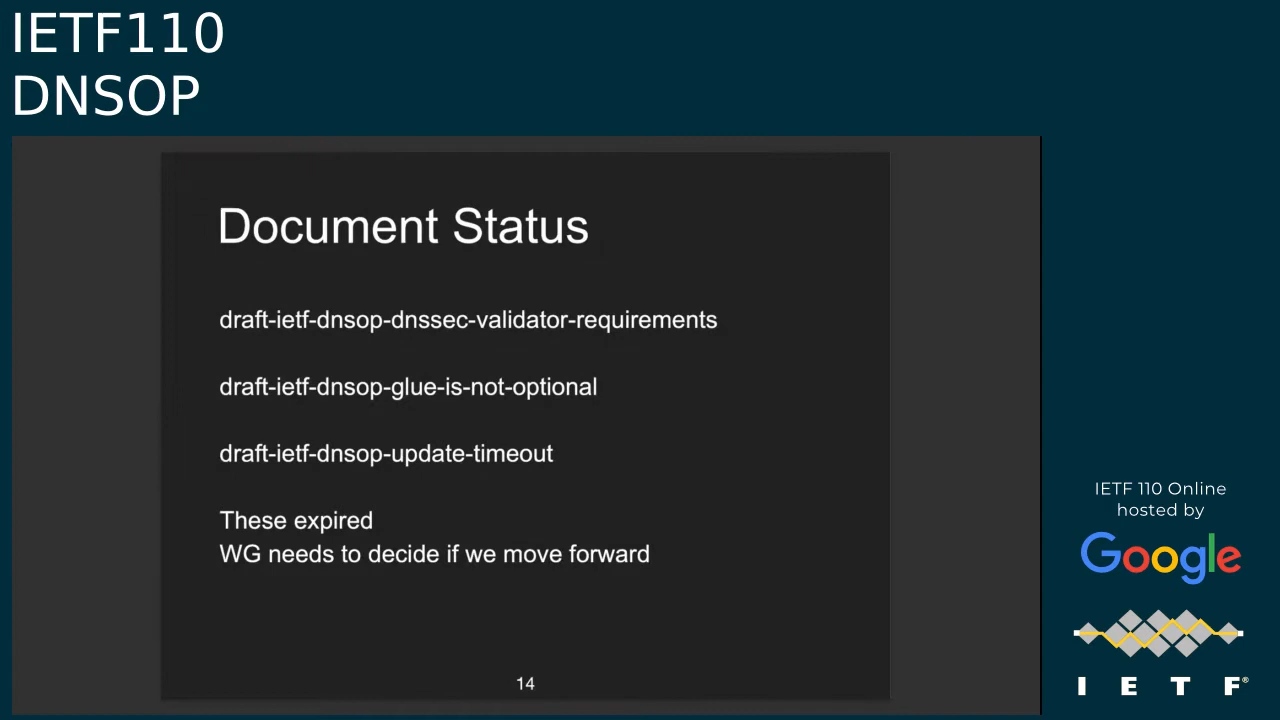 IETF110
DNSOP
Document Status
draft-ietf-dnsop-dnssec-validator-requirements
draft-ietf-dnsop-glue-is-not-optional
draft-ietf-dnsop-update-timeout
These expired
WG needs to decide if we move forward
14
IETF 110 Online
hosted by
Google
I E T F®